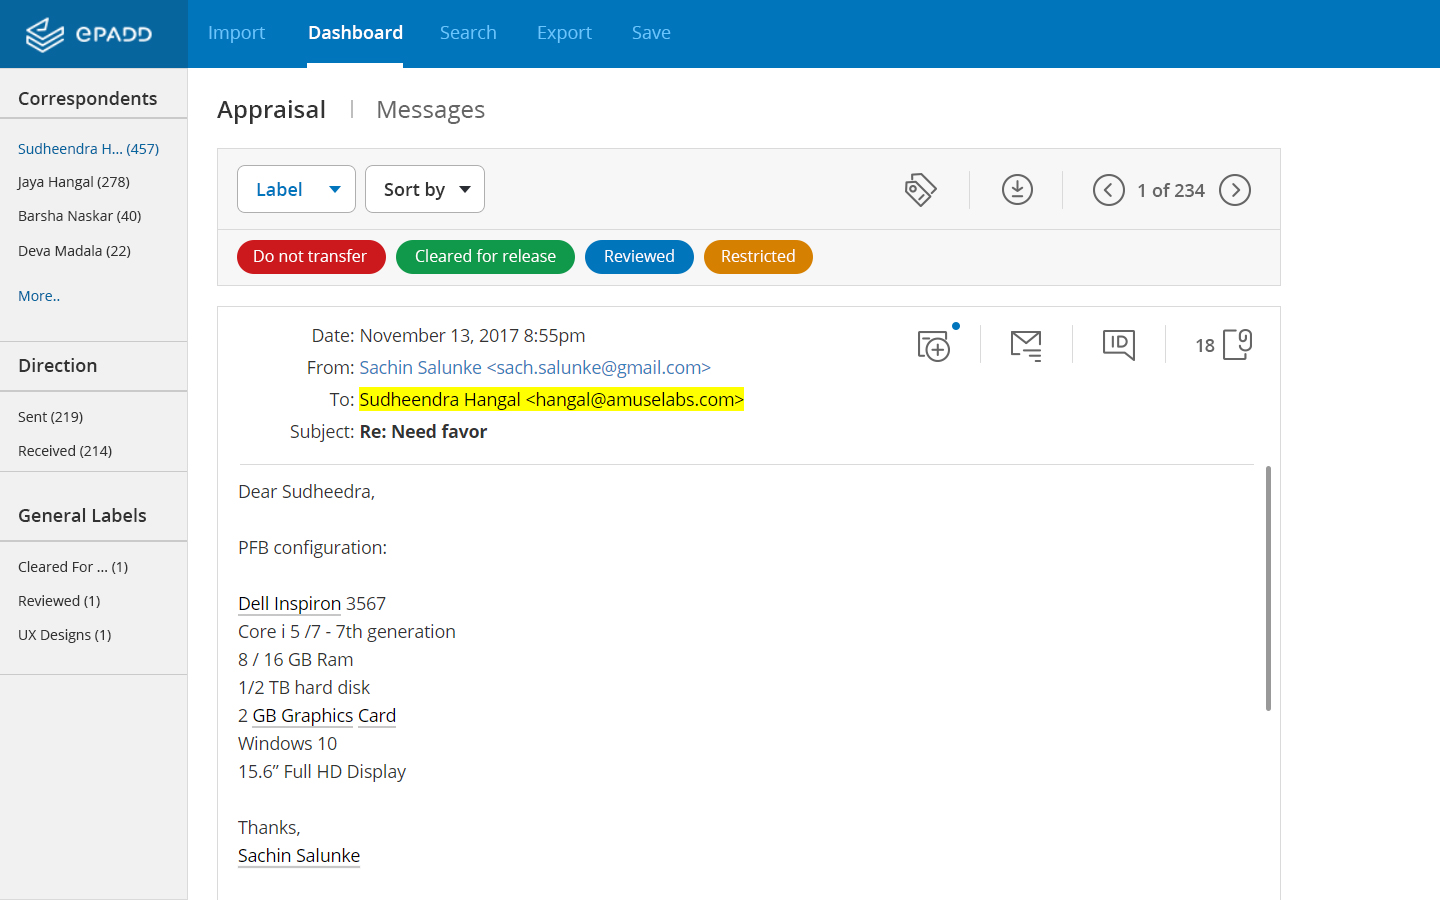 ePADD
Import
Dashboard
Search
Export
Save
Correspondents
Sudheendra H... (457)
Jaya Hangal (278)
Barsha Naskar (40)
Deva Madala (22)
More..
Direction
Sent (219)
Received (214)
General Labels
Cleared For ... (1)
Reviewed (1)
UX Designs (1)
Appraisal | Messages
Label
Sort by
1 of 234
Do not transfer
Cleared for release
Reviewed
Restricted
Date: November 13, 2017 8:55pm
From: Sachin Salunke <sach.salunke@gmail.com>
To: Sudheendra Hangal <hangal@amuselabs.com>
Subject: Re: Need favor
ID
18
Dear Sudheedra,
PFB configuration:
Dell Inspiron 3567
Core i 5 /7 - 7th generation
8 / 16 GB Ram
1/2 TB hard disk
2 GB Graphics Card
Windows 10
15.6” Full HD Display
Thanks,
Sachin Salunke